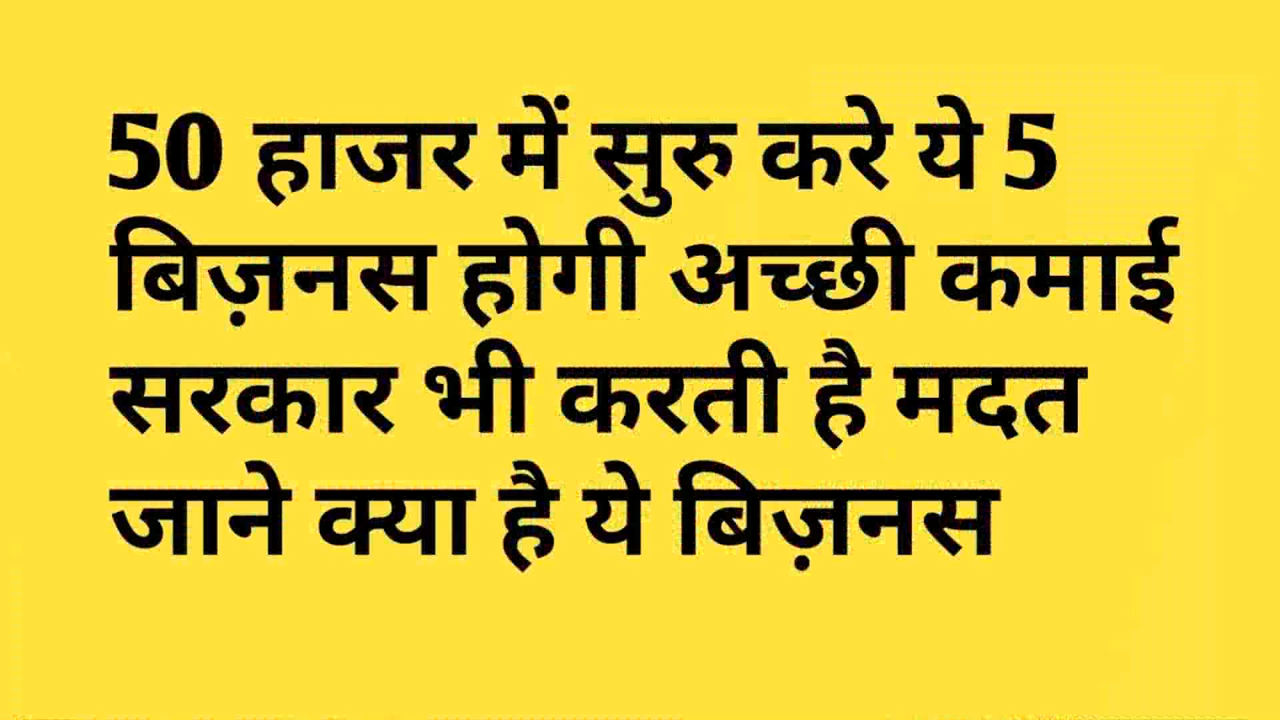 50 हाजर में सुरु करे ये 5
बिज़नस होगी अच्छी कमाई
सरकार भी करती है मदत
जाने क्या है ये बिज़नस